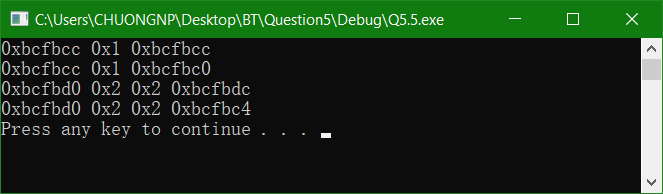 C:\Users\CHUONGNP\Desktop\BT\Question5\Debug\Q5.5.exe
0xbcfbcc 0x1 0xbcfbcc
0xbcfbcc 0x1 0xbcfbc0
0xbcfbd0 0x2 0x2 0xbcfbdc
0xbcfbd0 0x2 0x2 0xbcfbc4
Press any key to continue . . .